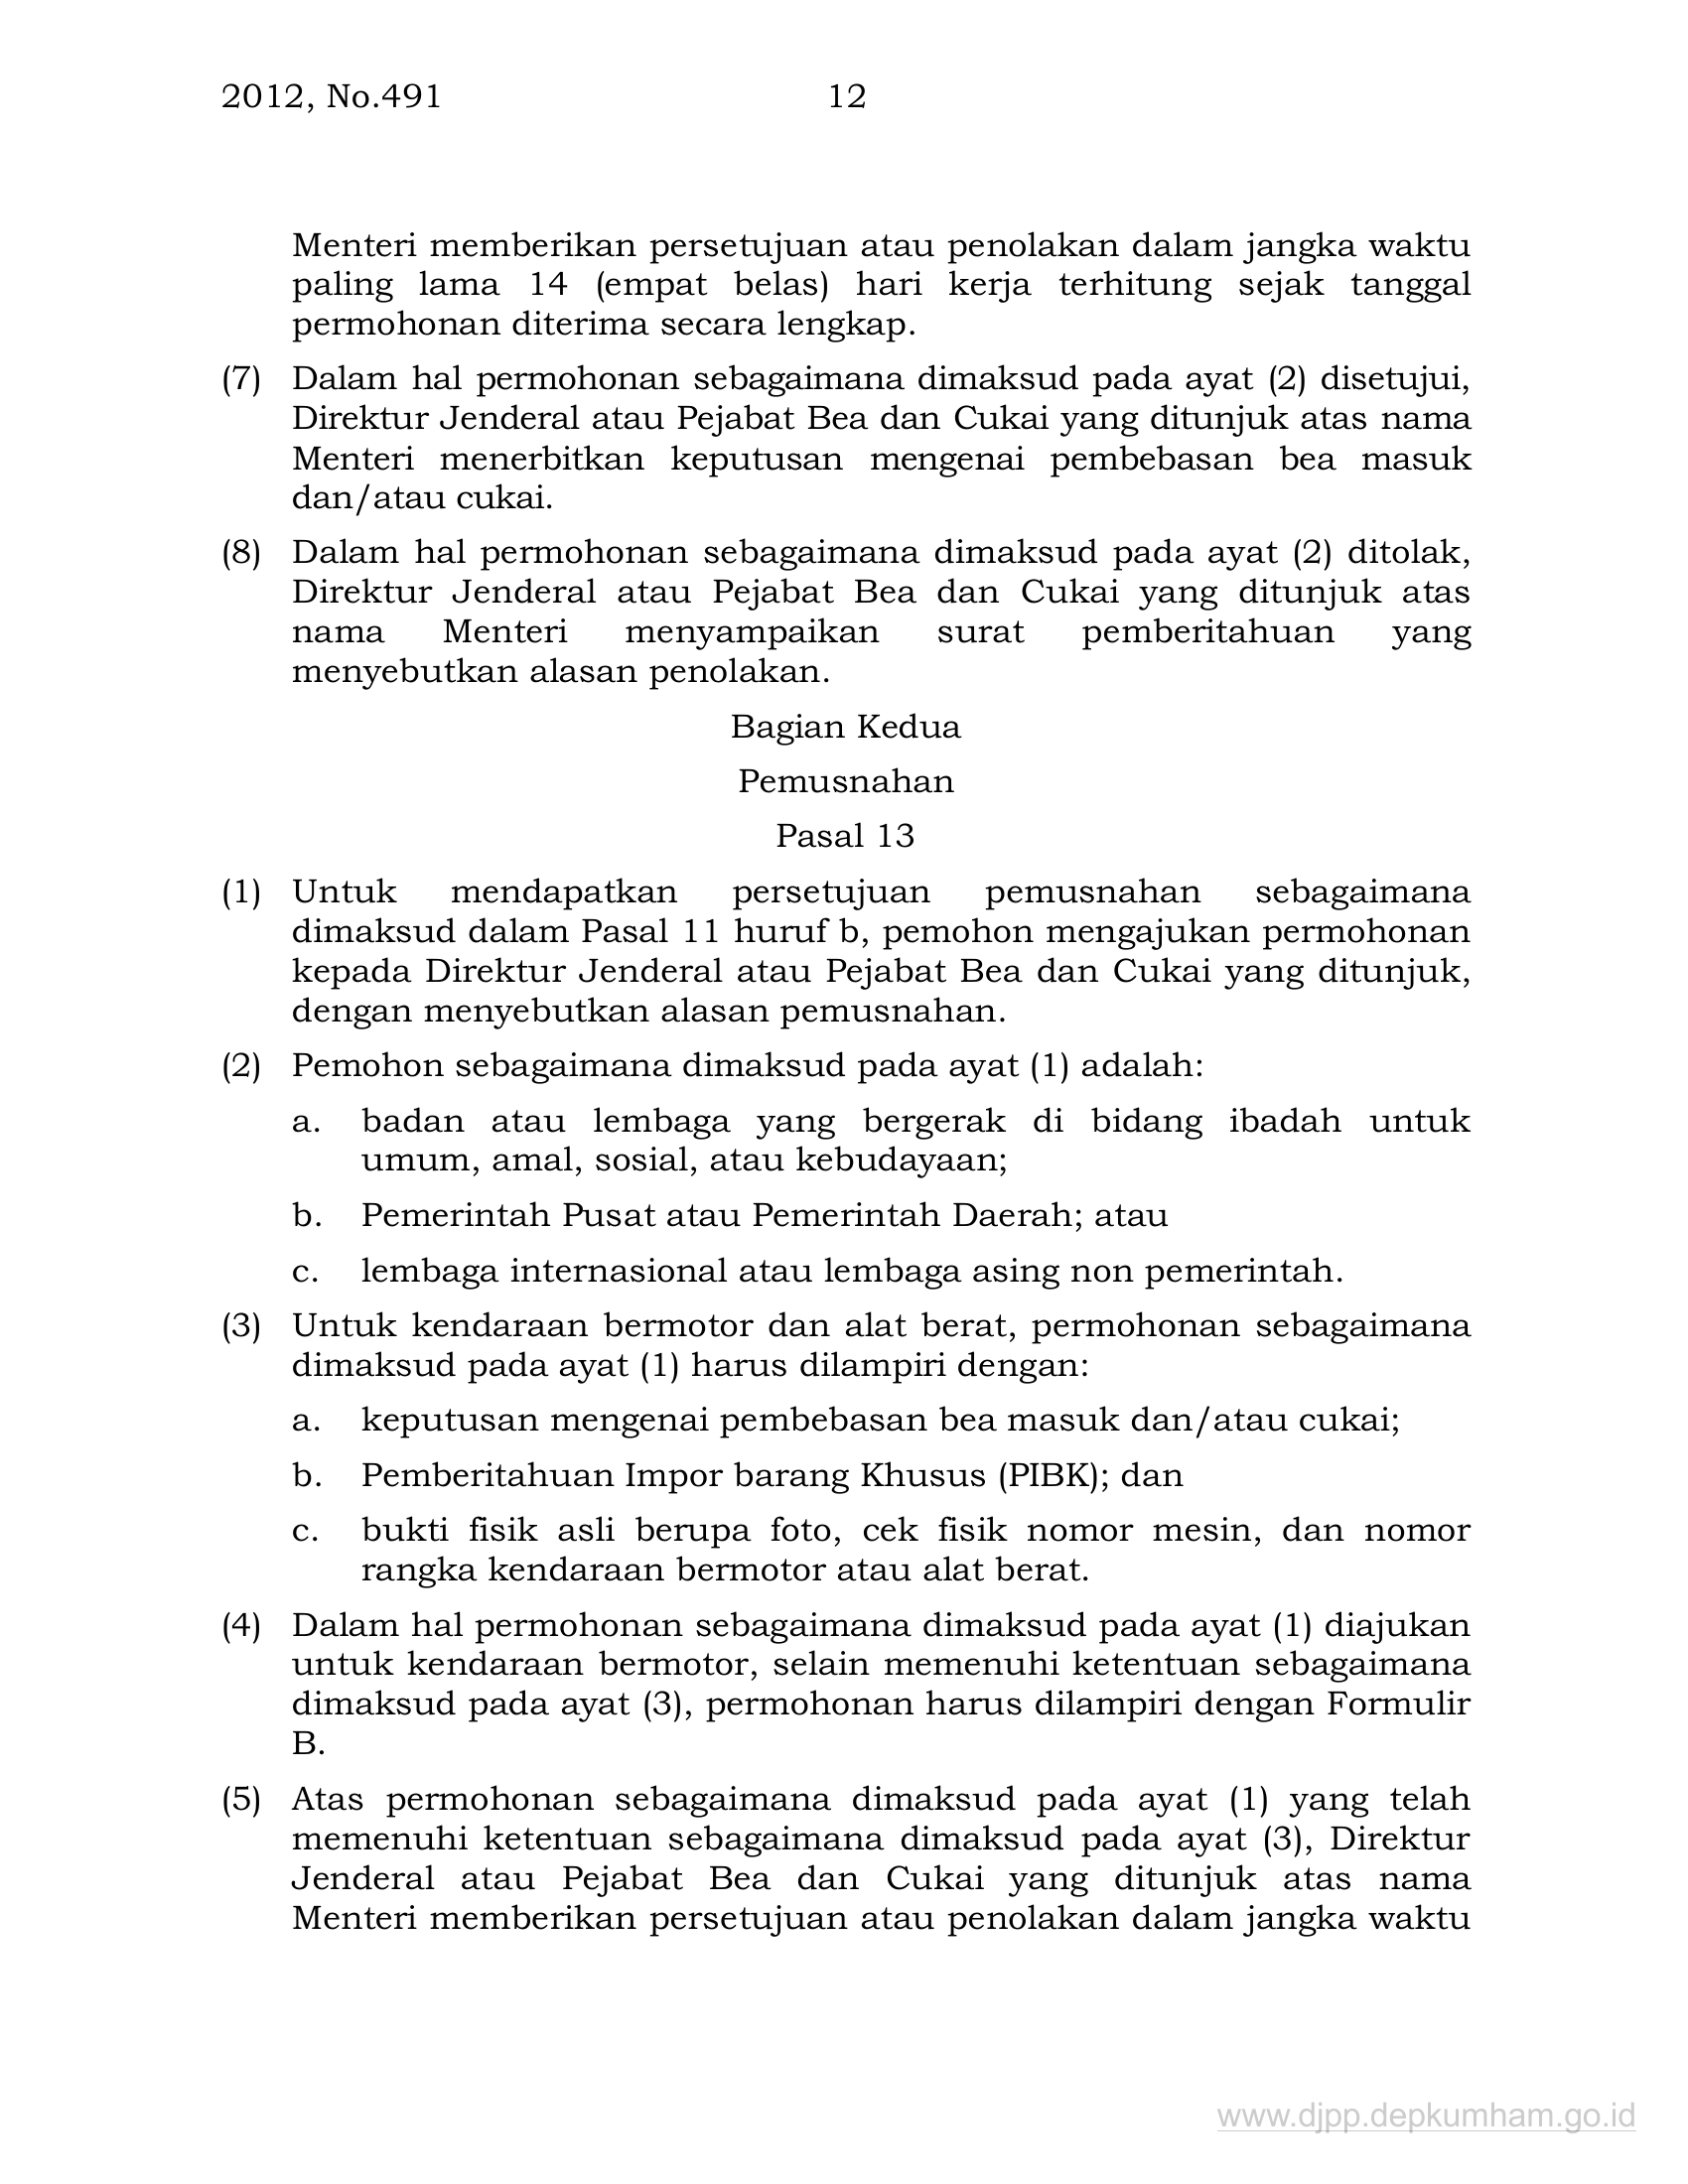 2012, No.491 12
Menteri memberikan persetujuan atau penolakan dalam jangka waktu
paling lama 14 (empat belas) hari kerja terhitung sejak tanggal
permohonan diterima secara lengkap.
(7) Dalam hal permohonan sebagaimana dimaksud pada ayat (2) disetujui,
Direktur Jenderal atau Pejabat Bea dan Cukai yang ditunjuk atas nama
Menteri menerbitkan keputusan mengenai pembebasan bea masuk
dan/atau cukai.
(8) Dalam hal permohonan sebagaimana dimaksud pada ayat (2) ditolak,
Direktur Jenderal atau Pejabat Bea dan Cukai yang ditunjuk atas
nama Menteri menyampaikan surat pemberitahuan yang
menyebutkan alasan penolakan.
Bagian Kedua
Pemusnahan
Pasal 13
(1) Untuk mendapatkan persetujuan pemusnahan sebagaimana
dimaksud dalam Pasal 11 huruf b, pemohon mengajukan permohonan
kepada Direktur Jenderal atau Pejabat Bea dan Cukai yang ditunjuk,
dengan menyebutkan alasan pemusnahan.
(2) Pemohon sebagaimana dimaksud pada ayat (1) adalah:
a. badan atau lembaga yang bergerak di bidang ibadah untuk
umum, amal, sosial, atau kebudayaan;
b. Pemerintah Pusat atau Pemerintah Daerah; atau
c. lembaga internasional atau lembaga asing non pemerintah.
(3) Untuk kendaraan bermotor dan alat berat, permohonan sebagaimana
dimaksud pada ayat (1) harus dilampiri dengan:
a. keputusan mengenai pembebasan bea masuk dan/atau cukai;
b. Pemberitahuan Impor barang Khusus (PIBK); dan
c. bukti fisik asli berupa foto, cek fisik nomor mesin, dan nomor
rangka kendaraan bermotor atau alat berat.
(4) Dalam hal permohonan sebagaimana dimaksud pada ayat (1) diajukan
untuk kendaraan bermotor, selain memenuhi ketentuan sebagaimana
dimaksud pada ayat (3), permohonan harus dilampiri dengan Formulir
B.
(5) Atas permohonan sebagaimana dimaksud pada ayat (1) yang telah
memenuhi ketentuan sebagaimana dimaksud pada ayat (3), Direktur
Jenderal atau Pejabat Bea dan Cukai yang ditunjuk atas nama
Menteri memberikan persetujuan atau penolakan dalam jangka waktu
www.djpp.depkumham.go.id